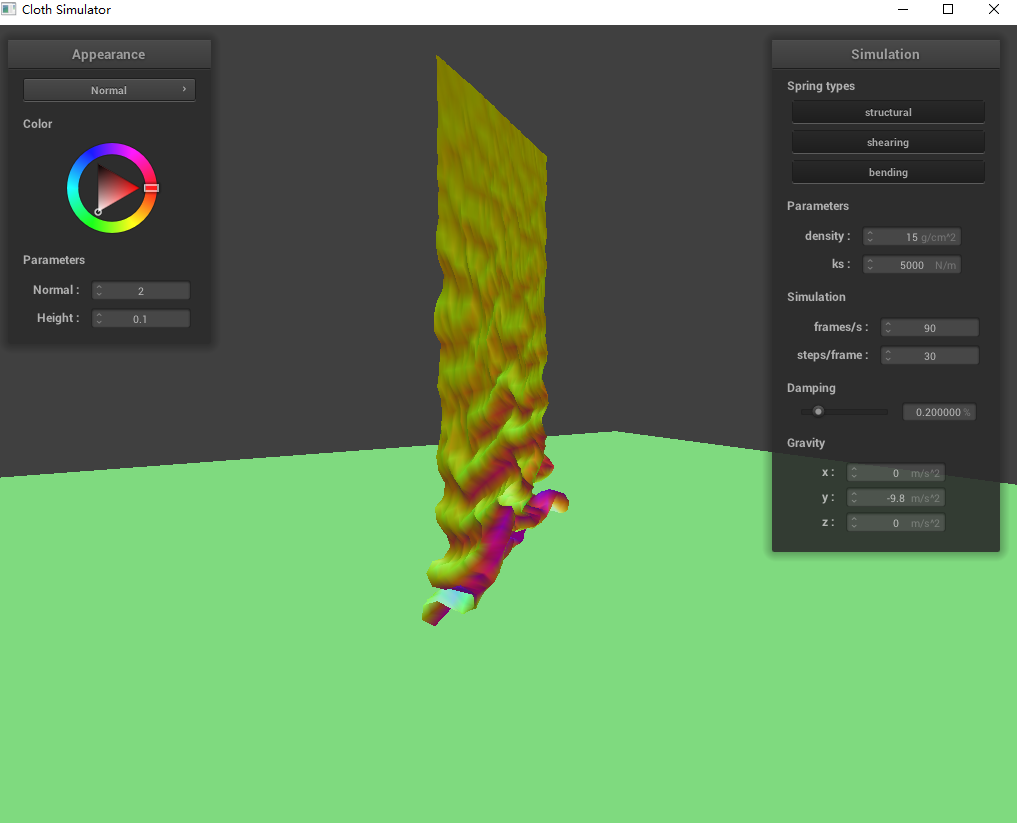 Cloth Simulator
Appearance
Normal
Color
Parameters
Normal : 2
Height : 0.1
Simulation
Spring types
structural
shearing
bending
Parameters
density : 15 g/cm^2
ks : 5000 N/m
Simulation
frames/s : 90
steps/frame : 30
Damping
0.200000 %
Gravity
x : 0 m/s^2
y : -9.8 m/s^2
z : 0 m/s^2